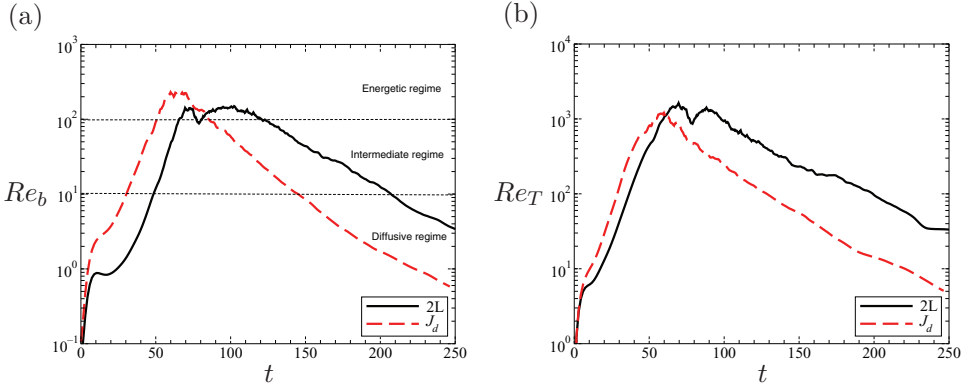 (a)
10^3
10^2
10^1
10^0
10^-1
Re_b
Energetic regime
Intermediate regime
Diffusive regime
2L
J_d
0 50 100 150 200 250
t
(b)
10^4
10^3
10^2
10^1
10^0
Re_T
2L
J_d
0 50 100 150 200 250
t